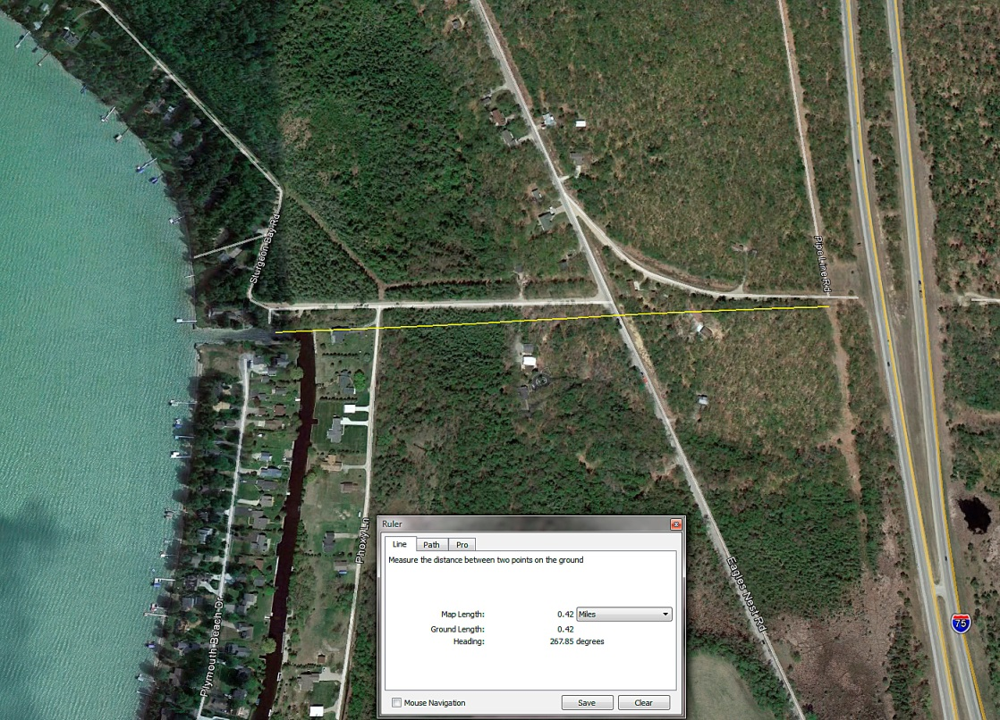 Sturgeon Bay Rd
Pipe Line Rd
Phoxy Ln
Plymouth Beach Dr
Eagles Nest Rd
75
Ruler
Line Path Pro
Measure the distance between two points on the ground
Map Length: 0.42 Miles
Ground Length: 0.42
Heading: 267.85 degrees
Mouse Navigation Save Clear